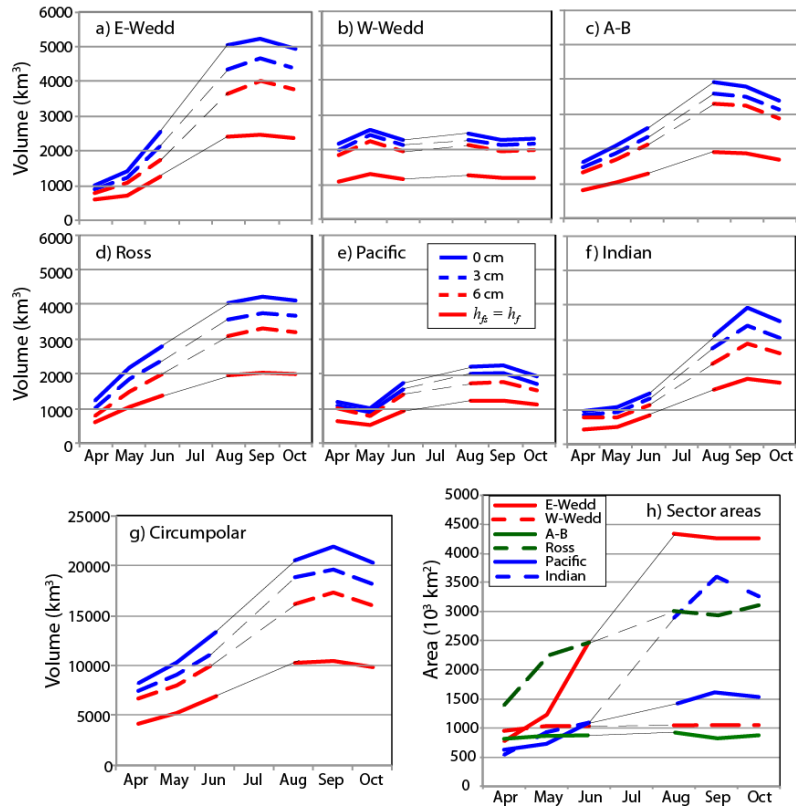 a) E-Wedd
b) W-Wedd
c) A-B
Volume (km³)
6000
5000
4000
3000
2000
1000
0
Volume (km³)
d) Ross
e) Pacific
f) Indian
6000
5000
4000
3000
2000
1000
0
0 cm
3 cm
6 cm
h_fs = h_f
Apr May Jun Jul Aug Sep Oct
Apr May Jun Jul Aug Sep Oct
Apr May Jun Jul Aug Sep Oct
g) Circumpolar
Volume (km³)
25000
20000
15000
10000
5000
0
Apr May Jun Jul Aug Sep Oct
h) Sector areas
Area (10³ km²)
5000
4500
4000
3500
3000
2500
2000
1500
1000
500
0
E-Wedd
W-Wedd
A-B
Ross
Pacific
Indian
Apr May Jun Jul Aug Sep Oct